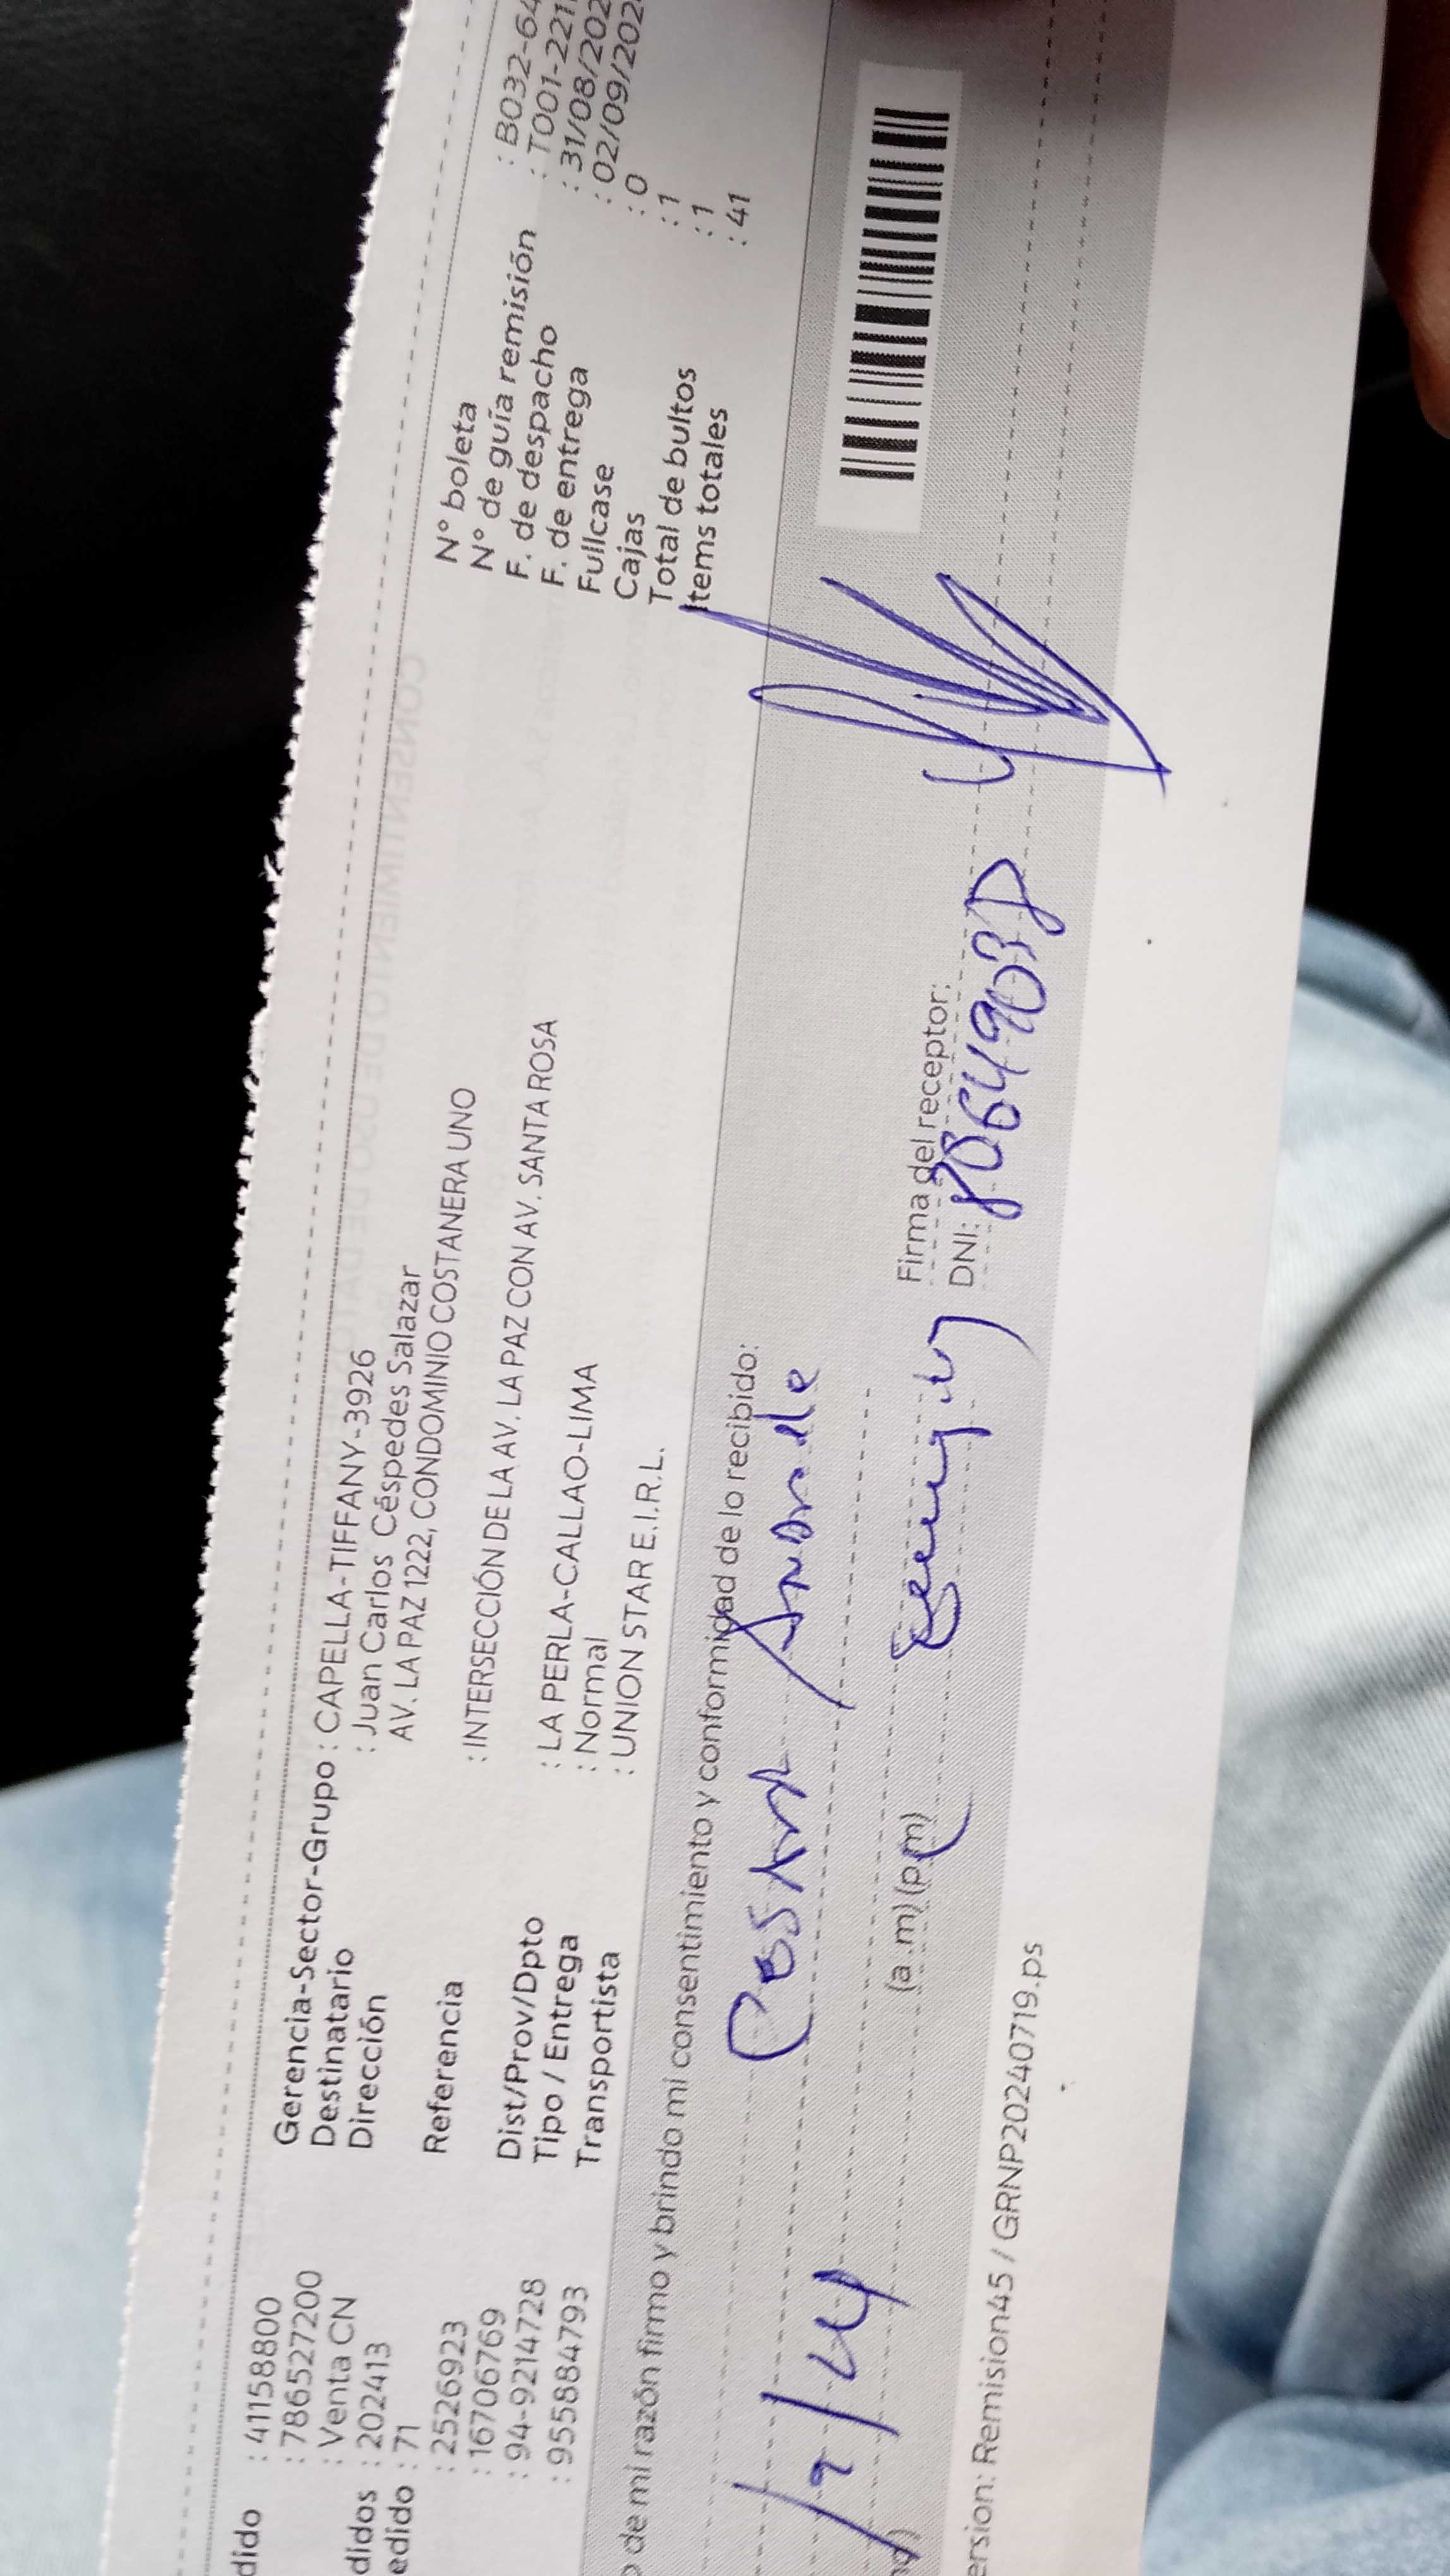 dido : 41158800
: 786527200
: Venta CN
didos : 202413
edido : 71
: 2526923
: 16706769
: 94-9214728
: 955884793
Gerencia-Sector-Grupo : CAPELLA-TIFFANY-3926
Destinatario : Juan Carlos Céspedes Salazar
Dirección AV. LA PAZ 1222, CONDOMINIO COSTANERA UNO
Referencia : INTERSECCIÓN DE LA AV. LA PAZ CON AV. SANTA ROSA
Dist/Prov/Dpto : LA PERLA-CALLAO-LIMA
Tipo / Entrega : Normal
Transportista : UNION STAR E.I.R.L.
N° boleta : B032-64
N° de guía remisión : T001-221
F. de despacho : 31/08/202
F. de entrega : 02/09/202
Fullcase : 0
Cajas : 1
Total de bultos : 1
Items totales : 41
o de mi razón firmo y brindo mi consentimiento y conformidad de lo recibido:
/9/24
(a .m) (p.m)
Firma del receptor:
DNI: 80649038
ersion: Remision45 / GRNP20240719.ps